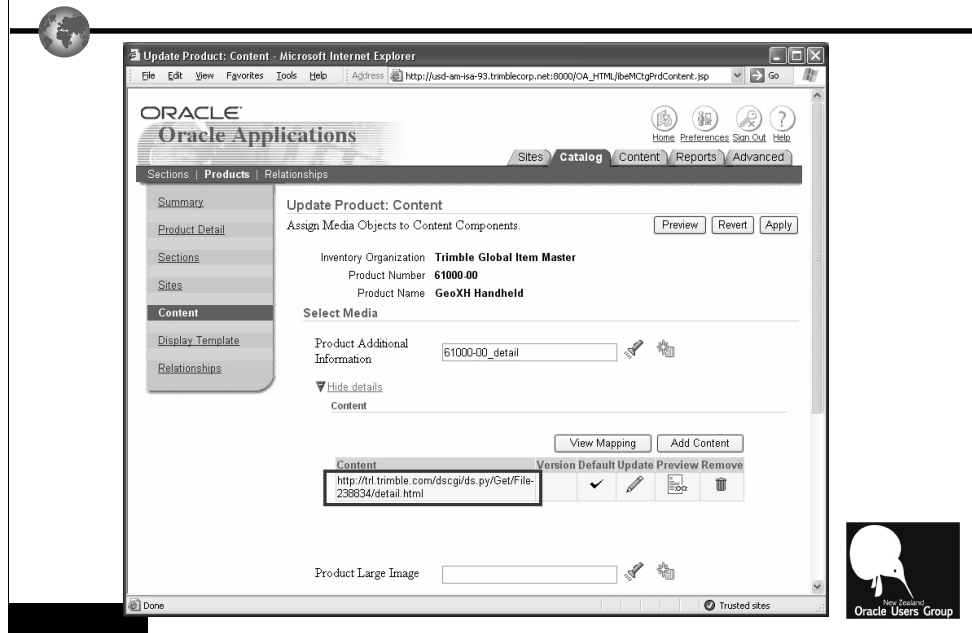 Update Product: Content - Microsoft Internet Explorer
File Edit View Favorites Tools Help Address http://usd-am-isa-93.trimblecorp.net:8000/OA_HTML/ibeMCtgPrdContent.jsp Go
ORACLE
Oracle Applications
Home Preferences Sign Out Help
Sites Catalog Content Reports Advanced
Sections | Products | Relationships
Summary
Product Detail
Sections
Sites
Content
Display Template
Relationships
Update Product: Content
Assign Media Objects to Content Components.
Preview Revert Apply
Inventory Organization Trimble Global Item Master
Product Number 61000-00
Product Name GeoXH Handheld
Select Media
Product Additional
Information
61000-00_detail
Hide details
Content
View Mapping Add Content
Content Version Default Update Preview Remove
http://trl.trimble.com/dscgi/ds.py/Get/File-
238834/detail.html
Product Large Image
Done Trusted sites
New Zealand
Oracle Users Group